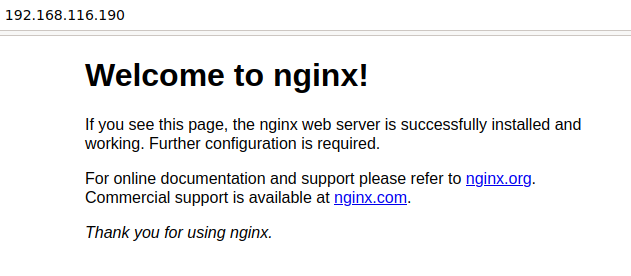 192.168.116.190
Welcome to nginx!
If you see this page, the nginx web server is successfully installed and
working. Further configuration is required.
For online documentation and support please refer to nginx.org.
Commercial support is available at nginx.com.
Thank you for using nginx.